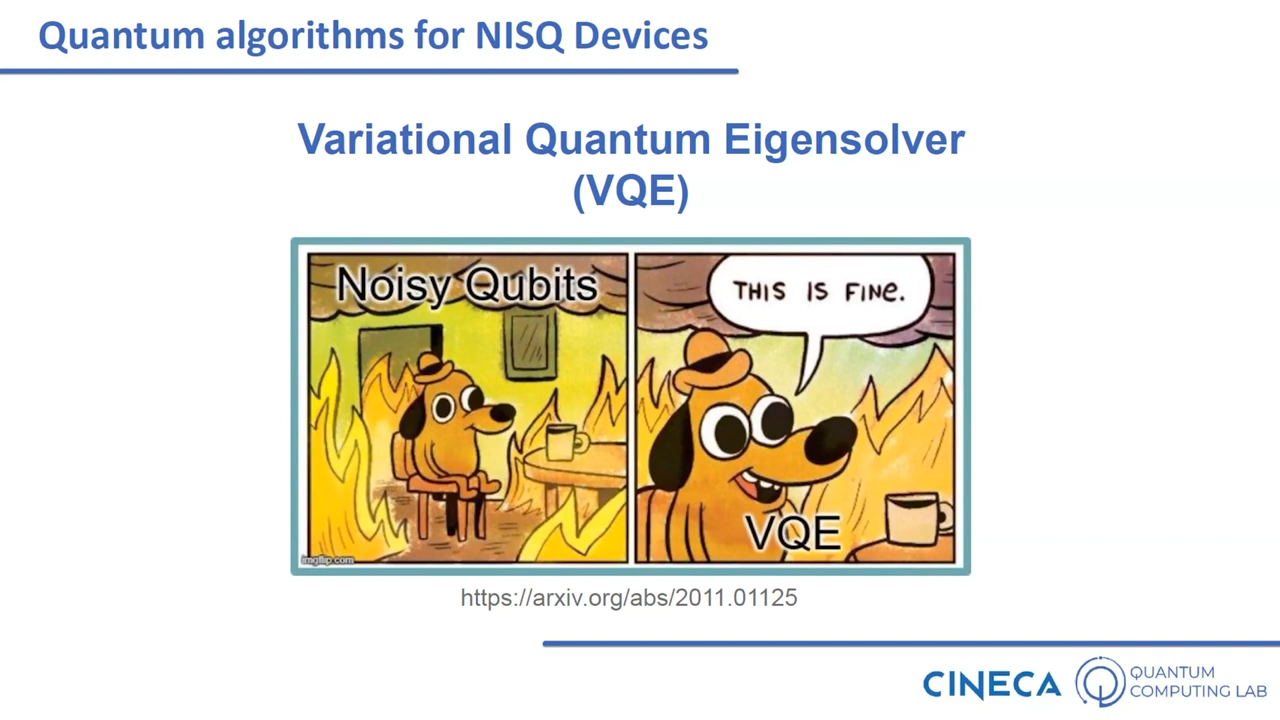 Quantum algorithms for NISQ Devices
Variational Quantum Eigensolver
(VQE)
Noisy Qubits
THIS IS FINE.
VQE
imgflip.com
https://arxiv.org/abs/2011.01125
CINECA
QUANTUM
COMPUTING LAB